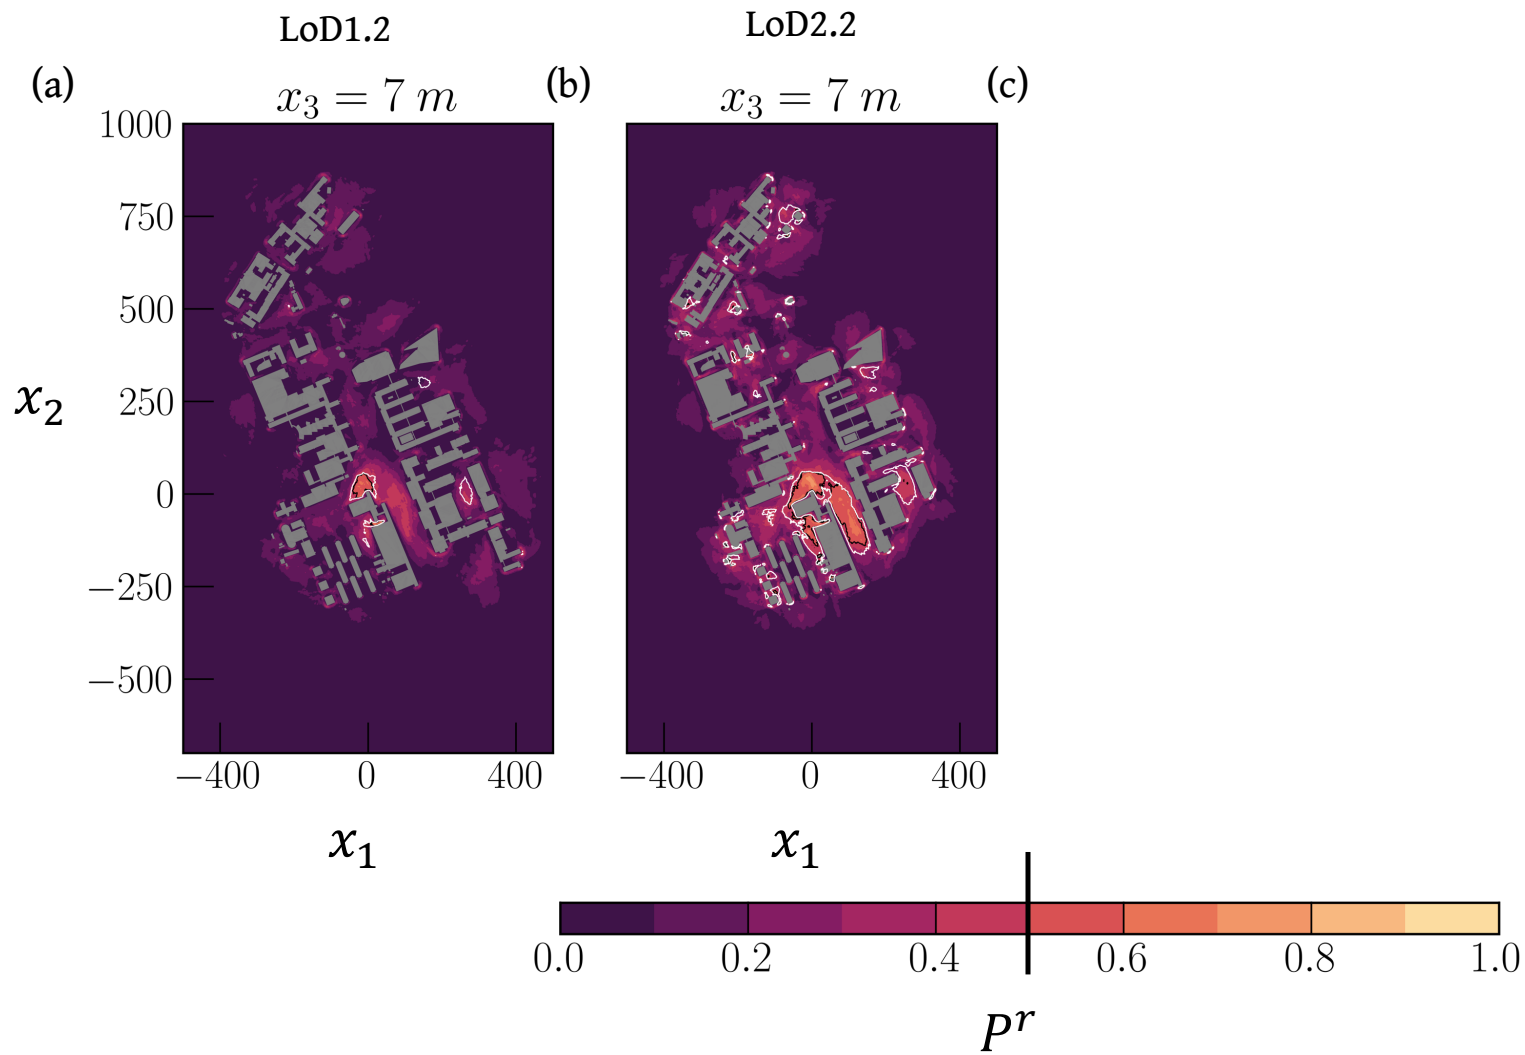 LoD1.2
LoD2.2
(a)
(b)
(c)
x₃ = 7 m
x₃ = 7 m
1000
750
500
250
0
−250
−500
x₂
−400 0 400
−400 0 400
x₁
x₁
0.0 0.2 0.4 0.6 0.8 1.0
Pʳ